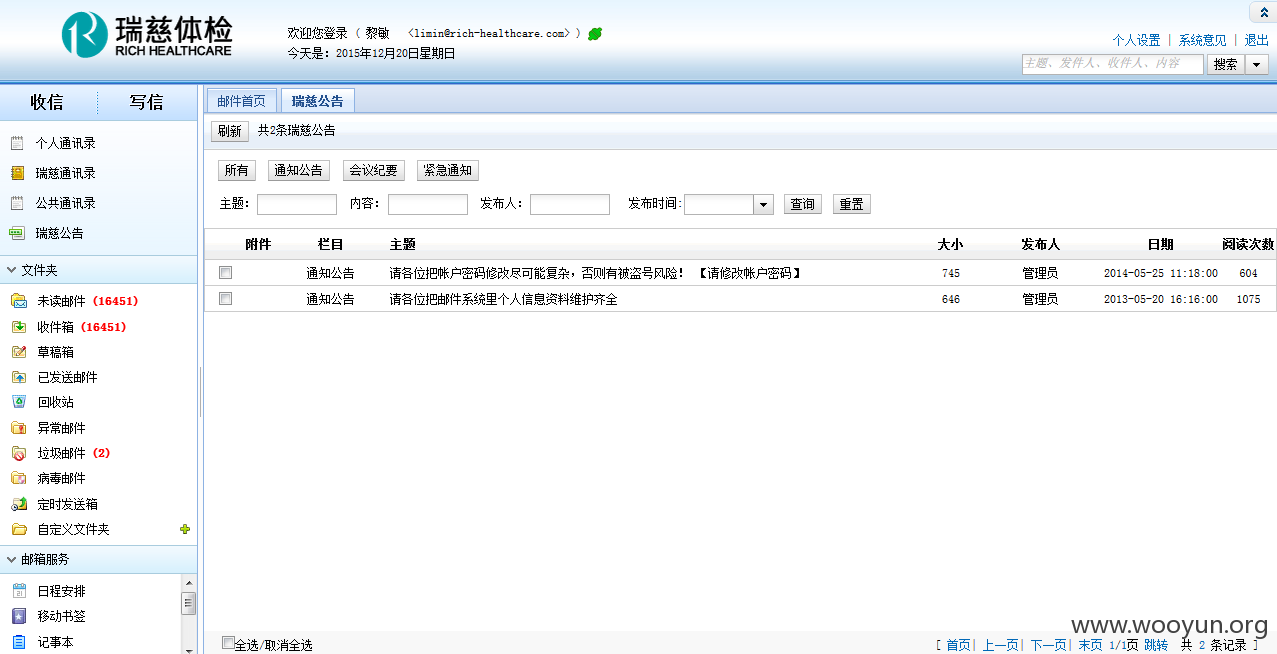 瑞慈体检
RICH HEALTHCARE
欢迎您登录 ( 黎敏 <limin@rich-healthcare.com> )
今天是：2015年12月20日星期日
个人设置 | 系统意见 | 退出
主题、发件人、收件人、内容 搜索
收信 写信
邮件首页 瑞慈公告
刷新 共2条瑞慈公告
个人通讯录
瑞慈通讯录
公共通讯录
瑞慈公告
所有 通知公告 会议纪要 紧急通知
主题： 内容： 发布人： 发布时间： 查询 重置
附件 栏目 主题 大小 发布人 日期 阅读次数
通知公告 请各位把帐户密码修改尽可能复杂，否则有被盗号风险！ 【请修改帐户密码】 745 管理员 2014-05-25 11:18:00 604
通知公告 请各位把邮件系统里个人信息资料维护齐全 646 管理员 2013-05-20 16:16:00 1075
文件夹
未读邮件 (16451)
收件箱 (16451)
草稿箱
已发送邮件
回收站
异常邮件
垃圾邮件 (2)
病毒邮件
定时发送箱
自定义文件夹
邮箱服务
日程安排
移动书签
记事本
www.wooyun.org
全选/取消全选 [ 首页| 上一页| 下一页| 末页 1/1页 跳转 共 2 条记录 ]